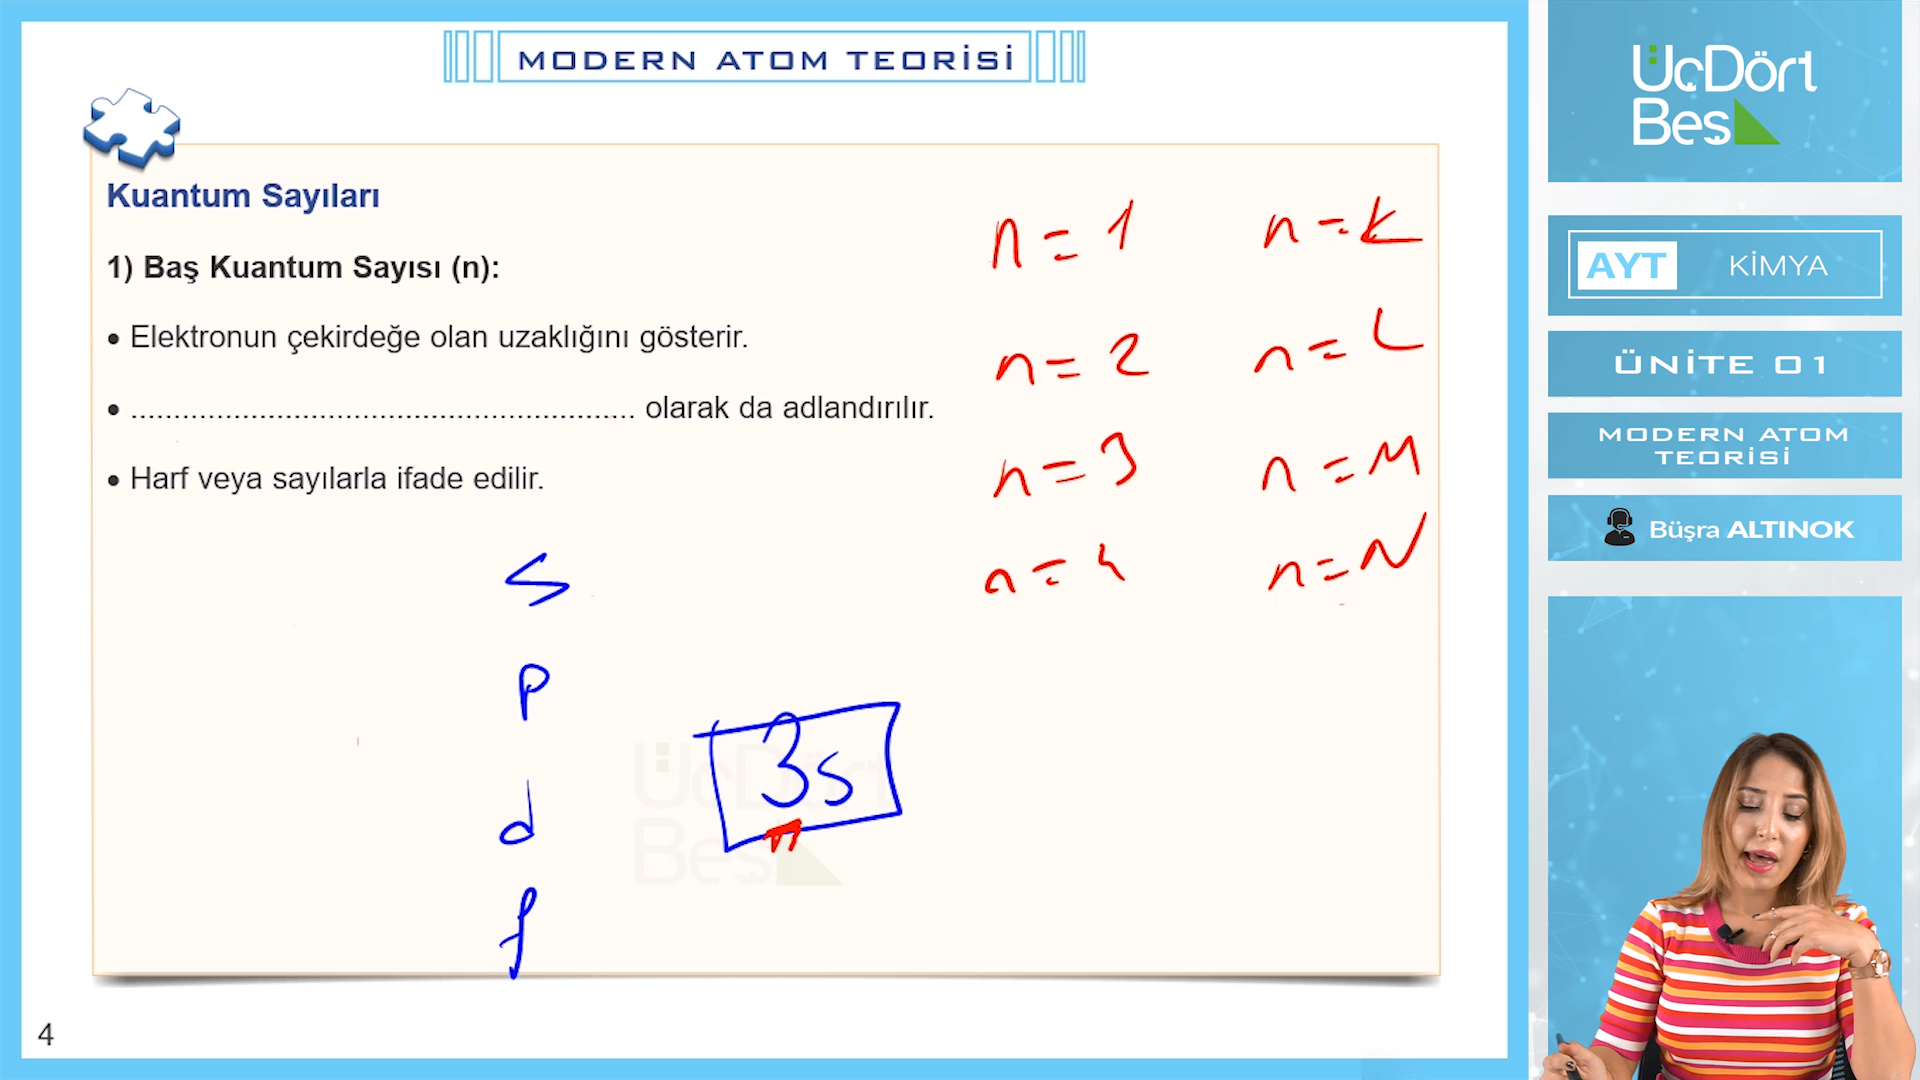 MODERN ATOM TEORİSİ
Kuantum Sayıları
1) Baş Kuantum Sayısı (n):
• Elektronun çekirdeğe olan uzaklığını gösterir.
• ............................................................ olarak da adlandırılır.
• Harf veya sayılarla ifade edilir.
n = 1 n = K
n = 2 n = L
n = 3 n = M
n = 4 n = N
s
p
d
f
3s
n
4
ÜçDört
Beş
ÜçDört
Beş
AYT KİMYA
ÜNİTE 01
MODERN ATOM
TEORİSİ
Büşra ALTINOK